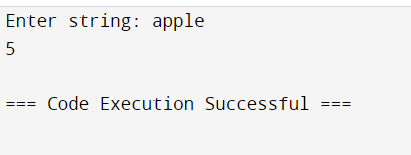 Enter string: apple
5
=== Code Execution Successful ===